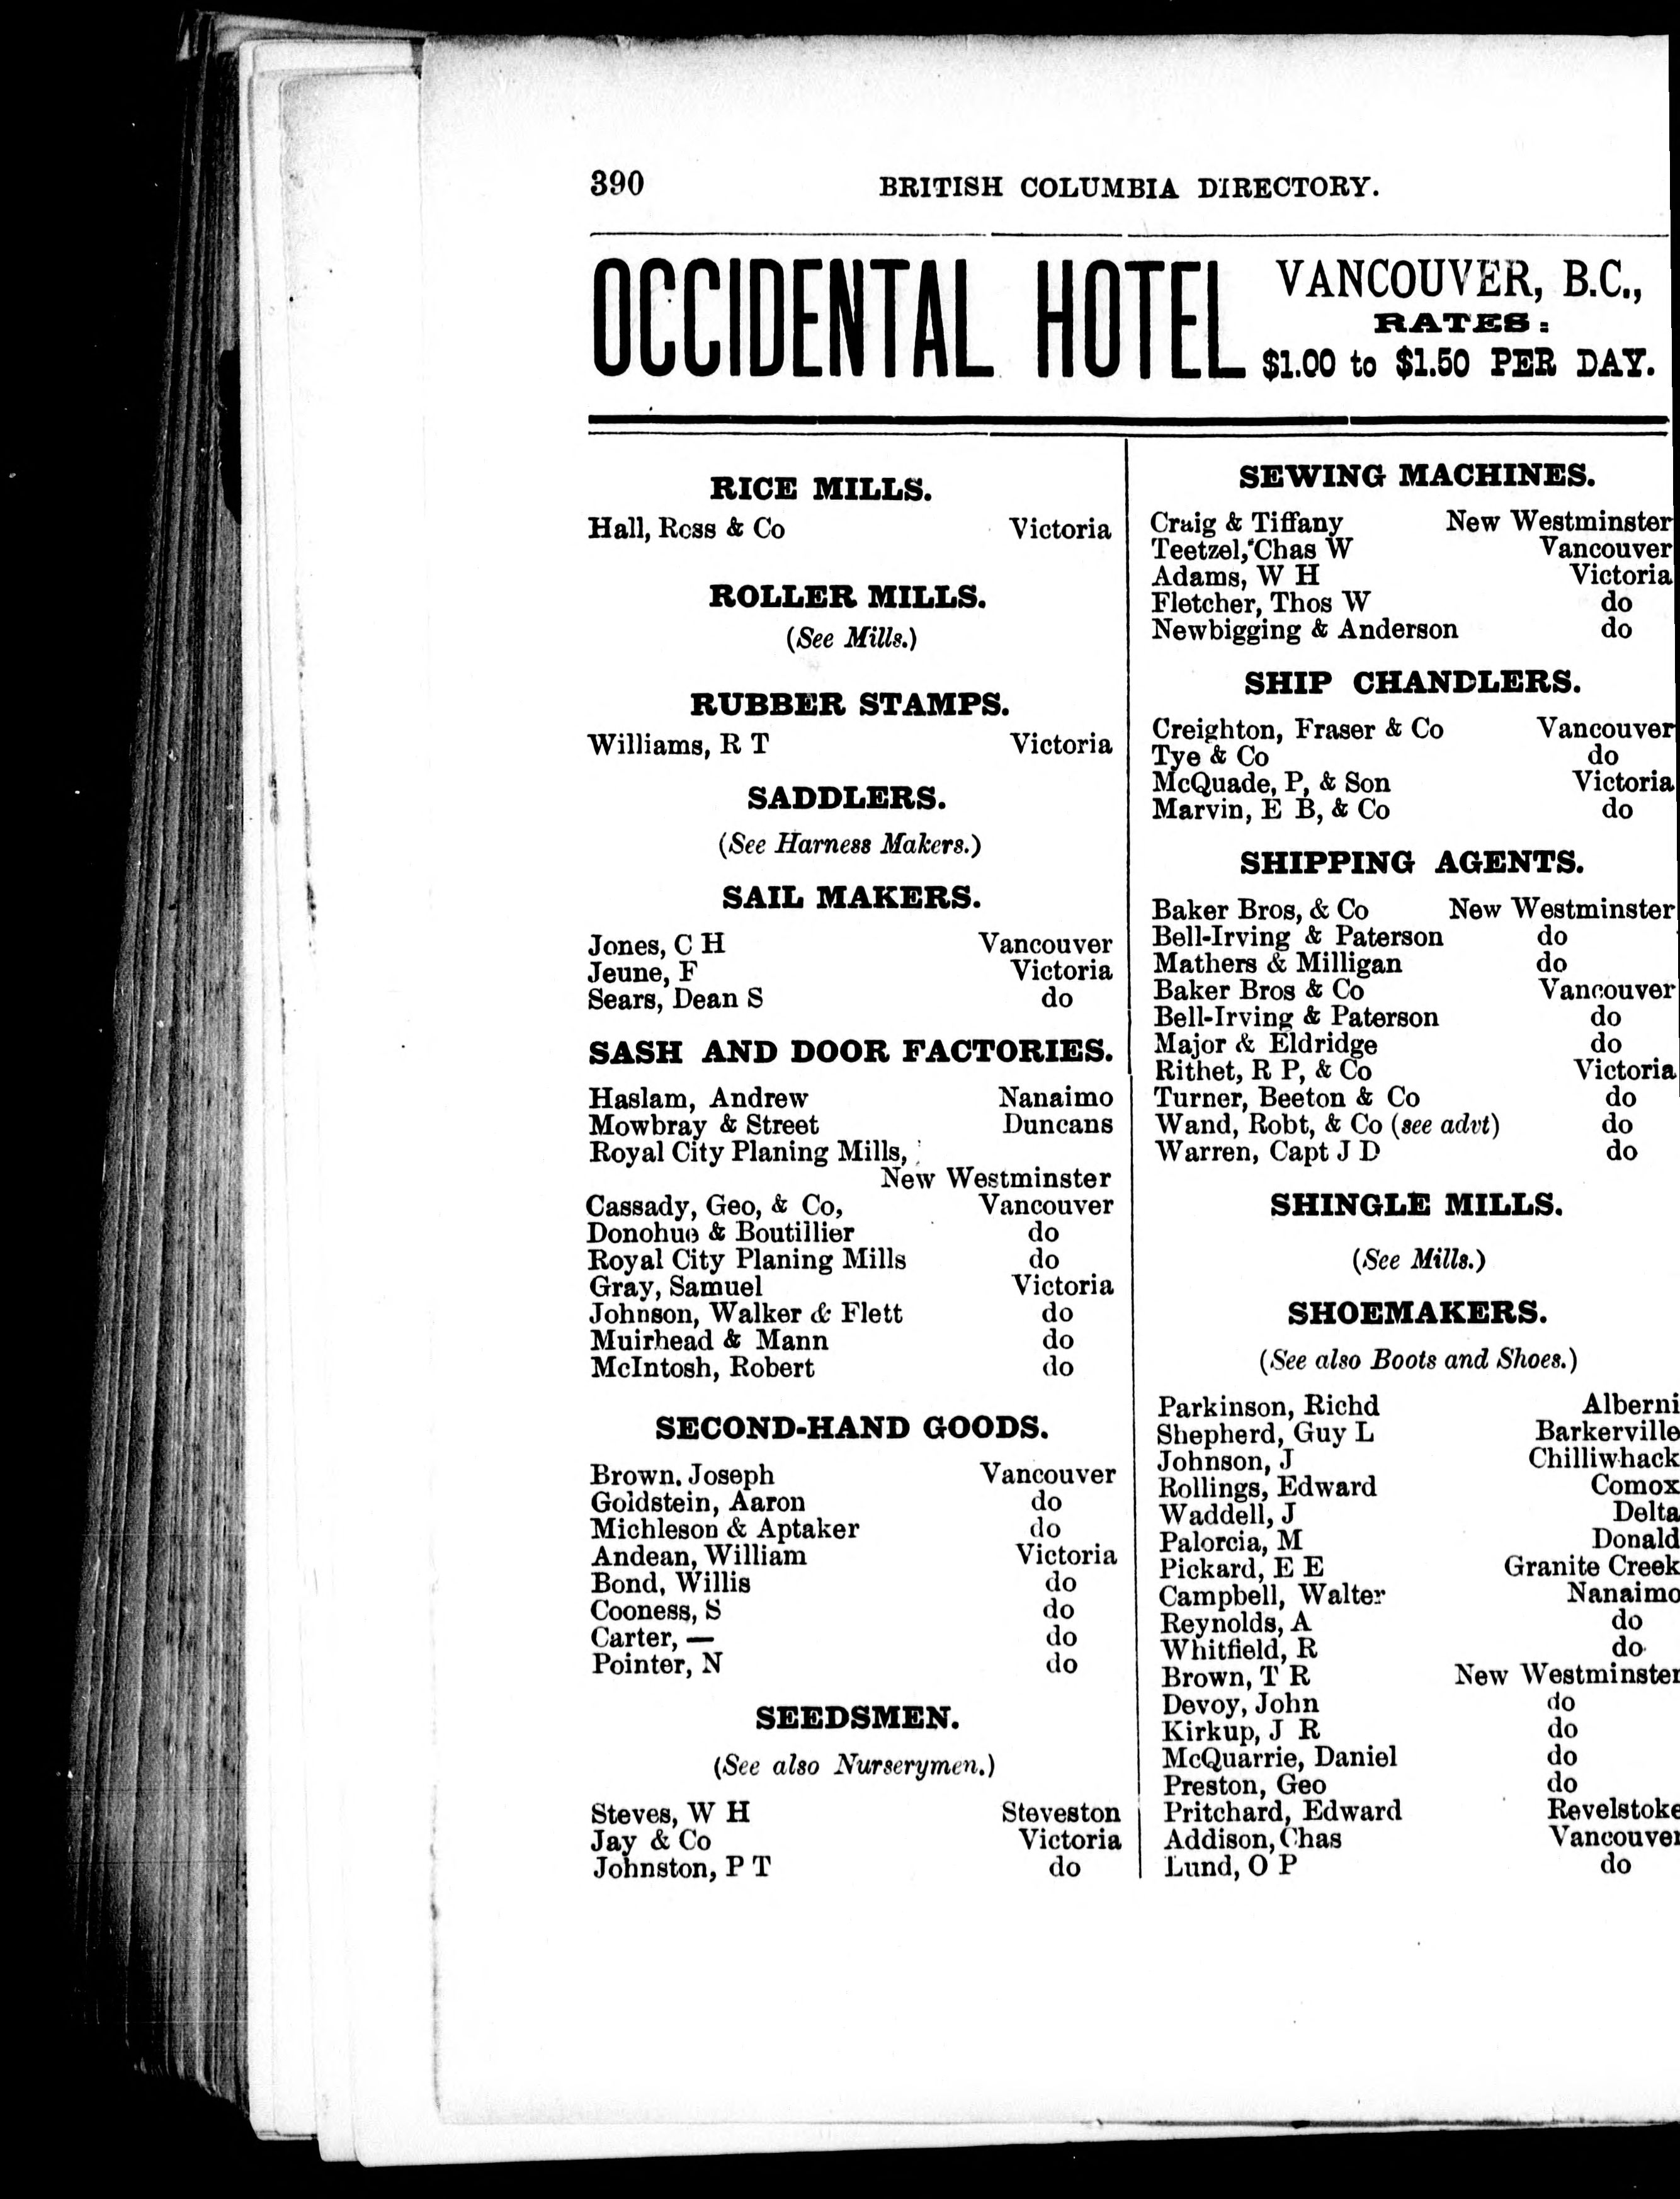 390 BRITISH COLUMBIA DIRECTORY.
OCCIDENTAL HOTEL
VANCOUVER, B.C.,
RATES:
$1.00 to $1.50 PER DAY.
RICE MILLS.
Hall, Ross & Co Victoria
ROLLER MILLS.
(See Mills.)
RUBBER STAMPS.
Williams, R T Victoria
SADDLERS.
(See Harness Makers.)
SAIL MAKERS.
Jones, C H Vancouver
Jeune, F Victoria
Sears, Dean S do
SASH AND DOOR FACTORIES.
Haslam, Andrew Nanaimo
Mowbray & Street Duncans
Royal City Planing Mills,
New Westminster
Cassady, Geo, & Co, Vancouver
Donohue & Boutillier do
Royal City Planing Mills do
Gray, Samuel Victoria
Johnson, Walker & Flett do
Muirhead & Mann do
McIntosh, Robert do
SECOND-HAND GOODS.
Brown, Joseph Vancouver
Goldstein, Aaron do
Michleson & Aptaker do
Andean, William Victoria
Bond, Willis do
Cooness, S do
Carter, — do
Pointer, N do
SEEDSMEN.
(See also Nurserymen.)
Steves, W H Steveston
Jay & Co Victoria
Johnston, P T do
SEWING MACHINES.
Craig & Tiffany New Westminster
Teetzel, Chas W Vancouver
Adams, W H Victoria
Fletcher, Thos W do
Newbigging & Anderson do
SHIP CHANDLERS.
Creighton, Fraser & Co Vancouver
Tye & Co do
McQuade, P, & Son Victoria
Marvin, E B, & Co do
SHIPPING AGENTS.
Baker Bros, & Co New Westminster
Bell-Irving & Paterson do
Mathers & Milligan do
Baker Bros & Co Vancouver
Bell-Irving & Paterson do
Major & Eldridge do
Rithet, R P, & Co Victoria
Turner, Beeton & Co do
Wand, Robt, & Co (see advt) do
Warren, Capt J D do
SHINGLE MILLS.
(See Mills.)
SHOEMAKERS.
(See also Boots and Shoes.)
Parkinson, Richd Alberni
Shepherd, Guy L Barkerville
Johnson, J Chilliwhack
Rollings, Edward Comox
Waddell, J Delta
Palorcia, M Donald
Pickard, E E Granite Creek
Campbell, Walter Nanaimo
Reynolds, A do
Whitfield, R do
Brown, T R New Westminster
Devoy, John do
Kirkup, J R do
McQuarrie, Daniel do
Preston, Geo do
Pritchard, Edward Revelstoke
Addison, Chas Vancouver
Lund, O P do